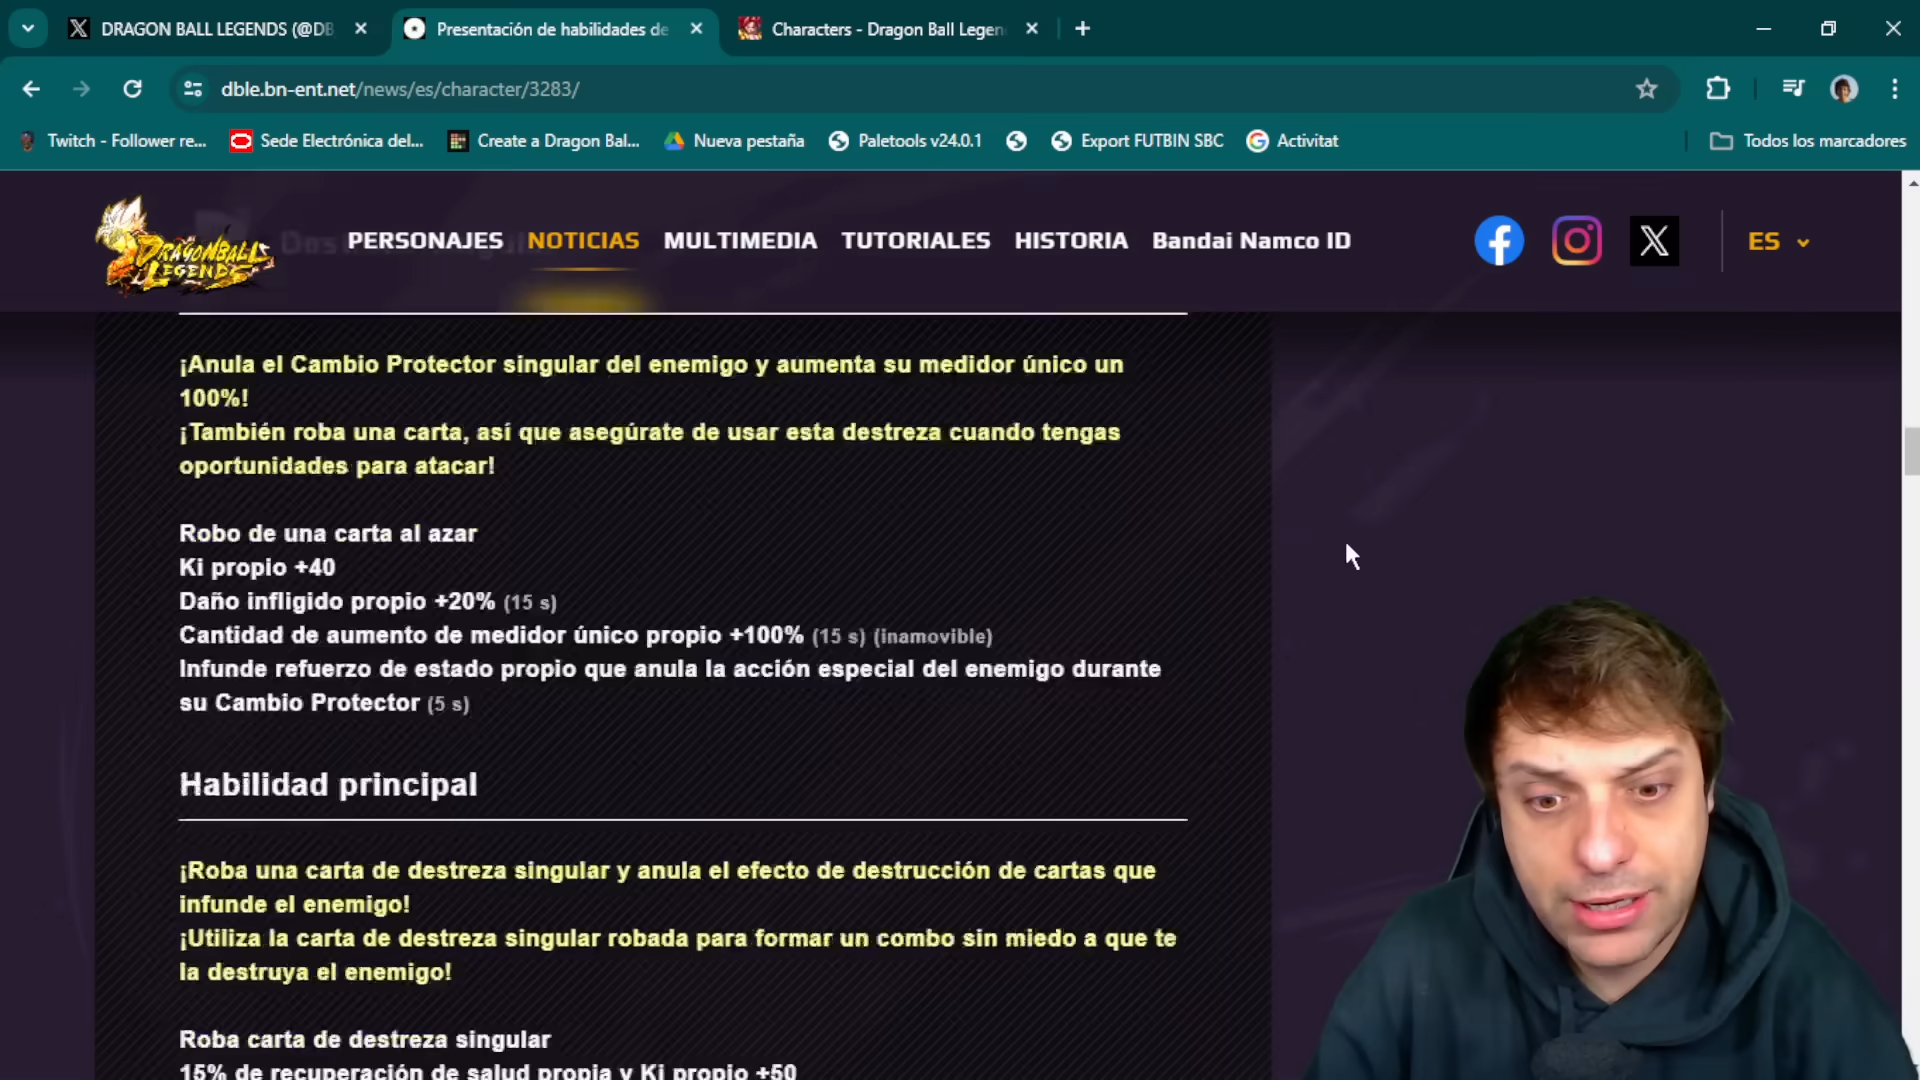 DRAGON BALL LEGENDS (@DB
Presentación de habilidades de
Characters - Dragon Ball Legen
dble.bn-ent.net/news/es/character/3283/
Twitch - Follower re...
Sede Electrónica del...
Create a Dragon Bal...
Nueva pestaña
Paletools v24.0.1
Export FUTBIN SBC
Activitat
Todos los marcadores
DRAGONBALL
LEGENDS
PERSONAJES
NOTICIAS
MULTIMEDIA
TUTORIALES
HISTORIA
Bandai Namco ID
ES
¡Anula el Cambio Protector singular del enemigo y aumenta su medidor único un
100%!
¡También roba una carta, así que asegúrate de usar esta destreza cuando tengas
oportunidades para atacar!
Robo de una carta al azar
Ki propio +40
Daño infligido propio +20% (15 s)
Cantidad de aumento de medidor único propio +100% (15 s) (inamovible)
Infunde refuerzo de estado propio que anula la acción especial del enemigo durante
su Cambio Protector (5 s)
Habilidad principal
¡Roba una carta de destreza singular y anula el efecto de destrucción de cartas que
infunde el enemigo!
¡Utiliza la carta de destreza singular robada para formar un combo sin miedo a que te
la destruya el enemigo!
Roba carta de destreza singular
15% de recuperación de salud propia y Ki propio +50